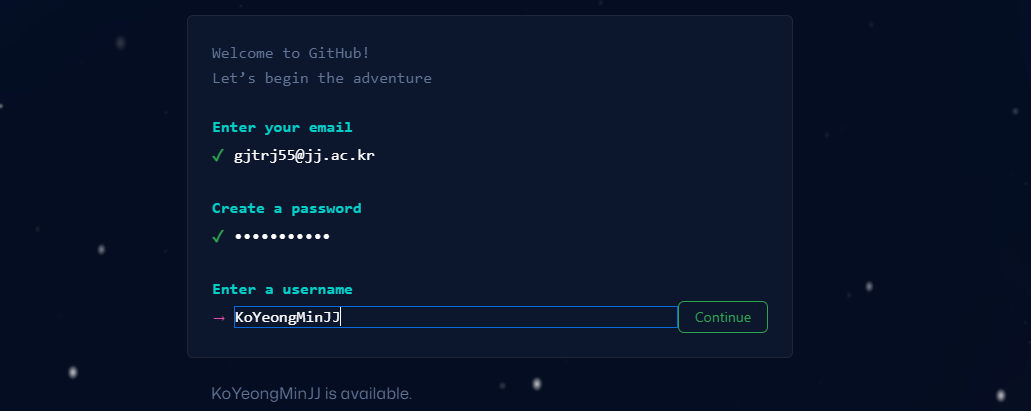 Welcome to GitHub!
Let’s begin the adventure
Enter your email
✓ gjtrj55@jj.ac.kr
Create a password
✓ •••••••••••
Enter a username
→ KoYeongMinJJ Continue
KoYeongMinJJ is available.